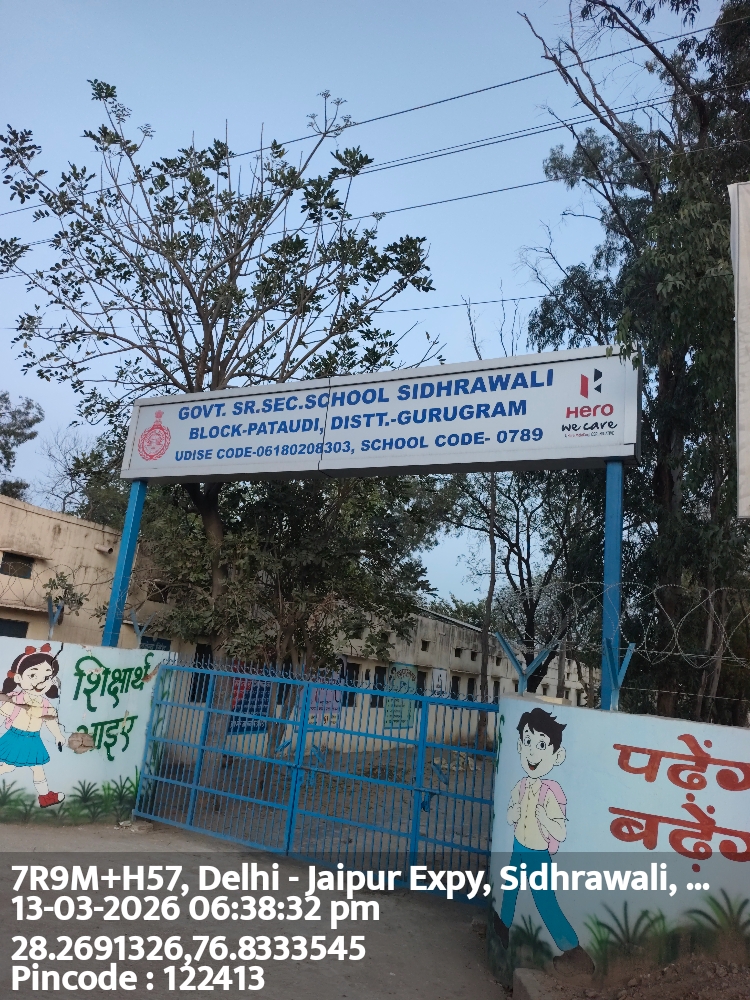 GOVT. SR.SEC.SCHOOL SIDHRAWALI
BLOCK-PATAUDI, DISTT.-GURUGRAM
UDISE CODE-06180208303, SCHOOL CODE- 0789
Hero
we care
शिक्षार्थ
आइए
पढ़ेंग
बढ़ेंग
7R9M+H57, Delhi - Jaipur Expy, Sidhrawali, ...
13-03-2026 06:38:32 pm
28.2691326,76.8333545
Pincode : 122413